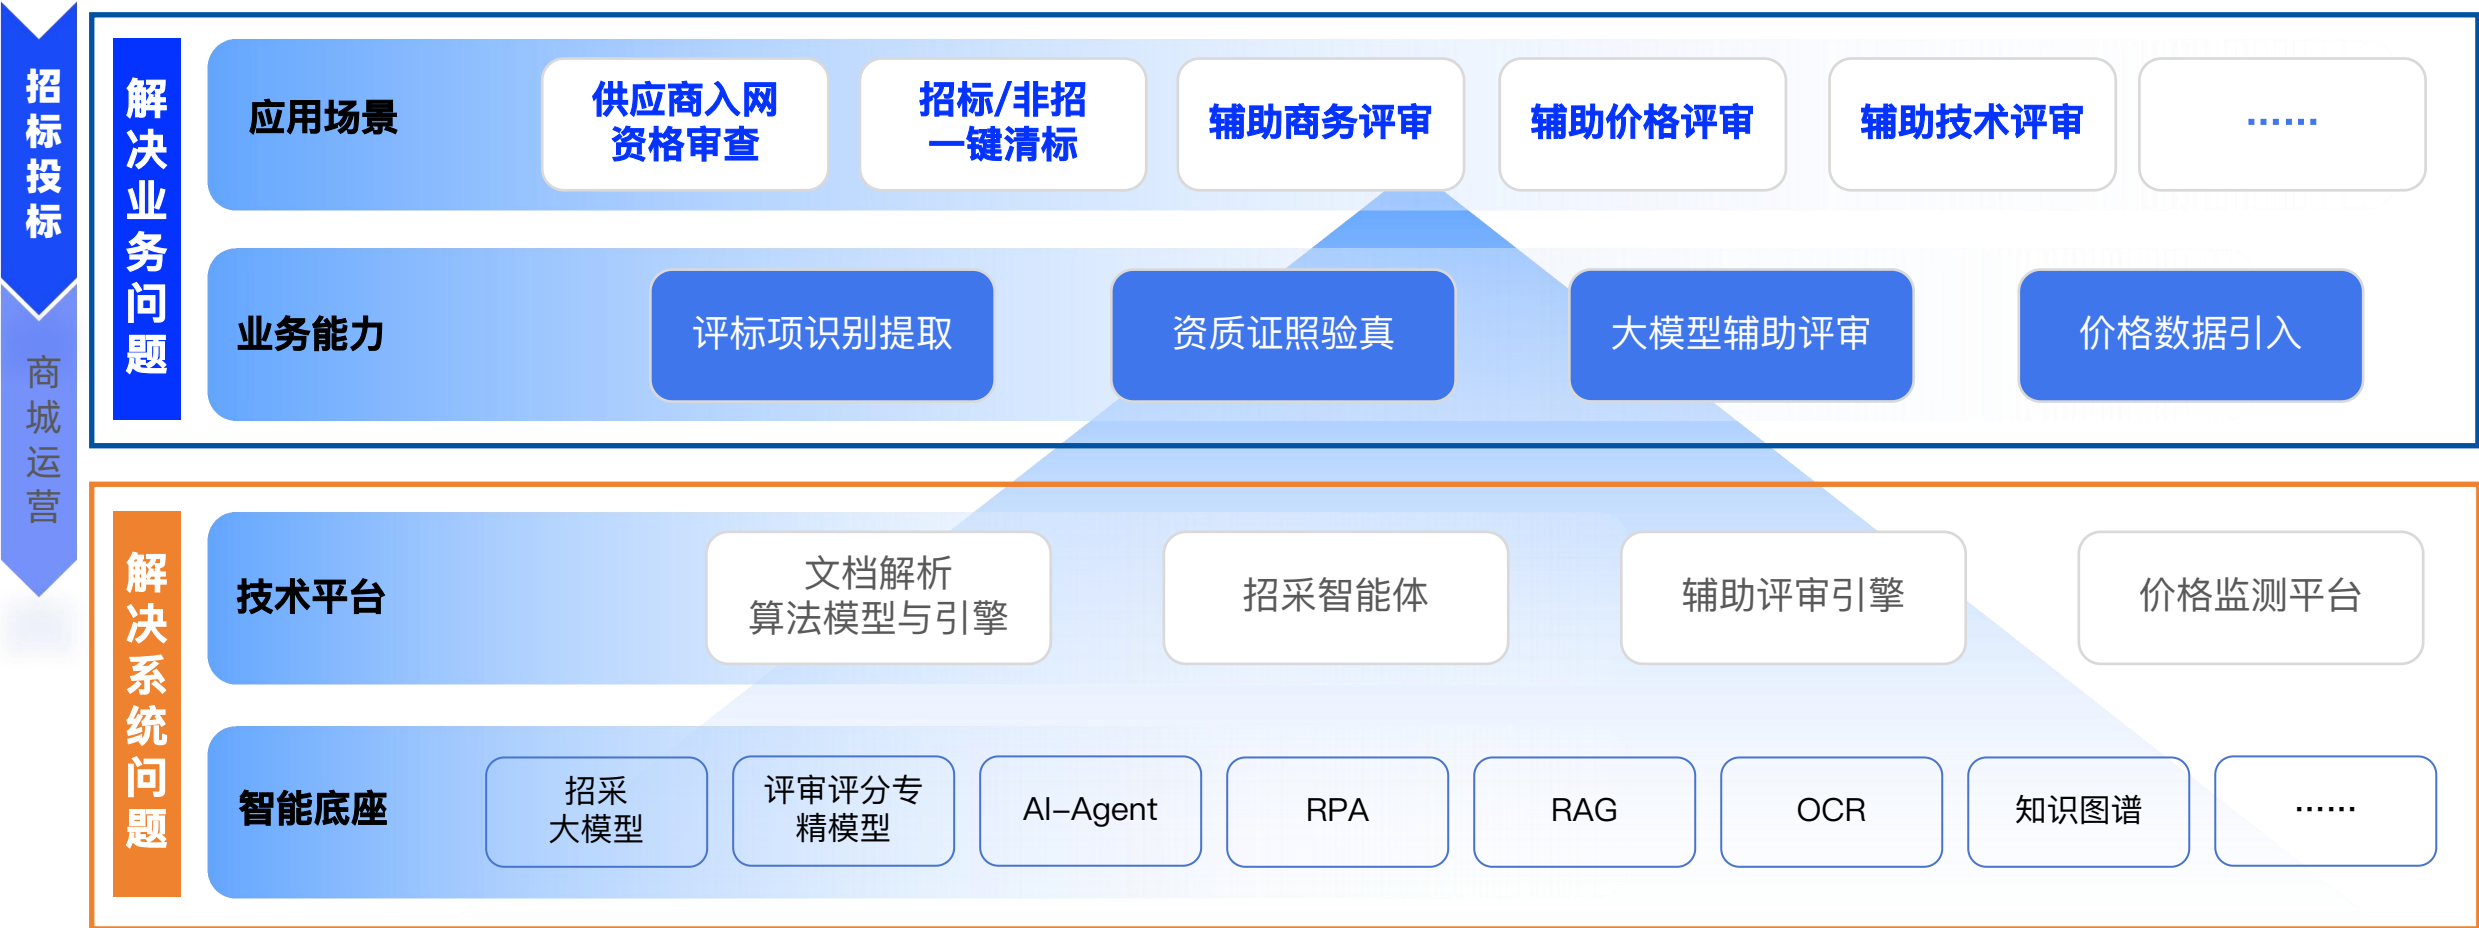 招标投标
商城运营
解决业务问题
应用场景
供应商入网
资格审查
招标/非招
一键清标
辅助商务评审
辅助价格评审
辅助技术评审
……
业务能力
评标项识别提取
资质证照验真
大模型辅助评审
价格数据引入
解决系统问题
技术平台
文档解析
算法模型与引擎
招采智能体
辅助评审引擎
价格监测平台
智能底座
招采
大模型
评审评分专
精模型
AI-Agent
RPA
RAG
OCR
知识图谱
……